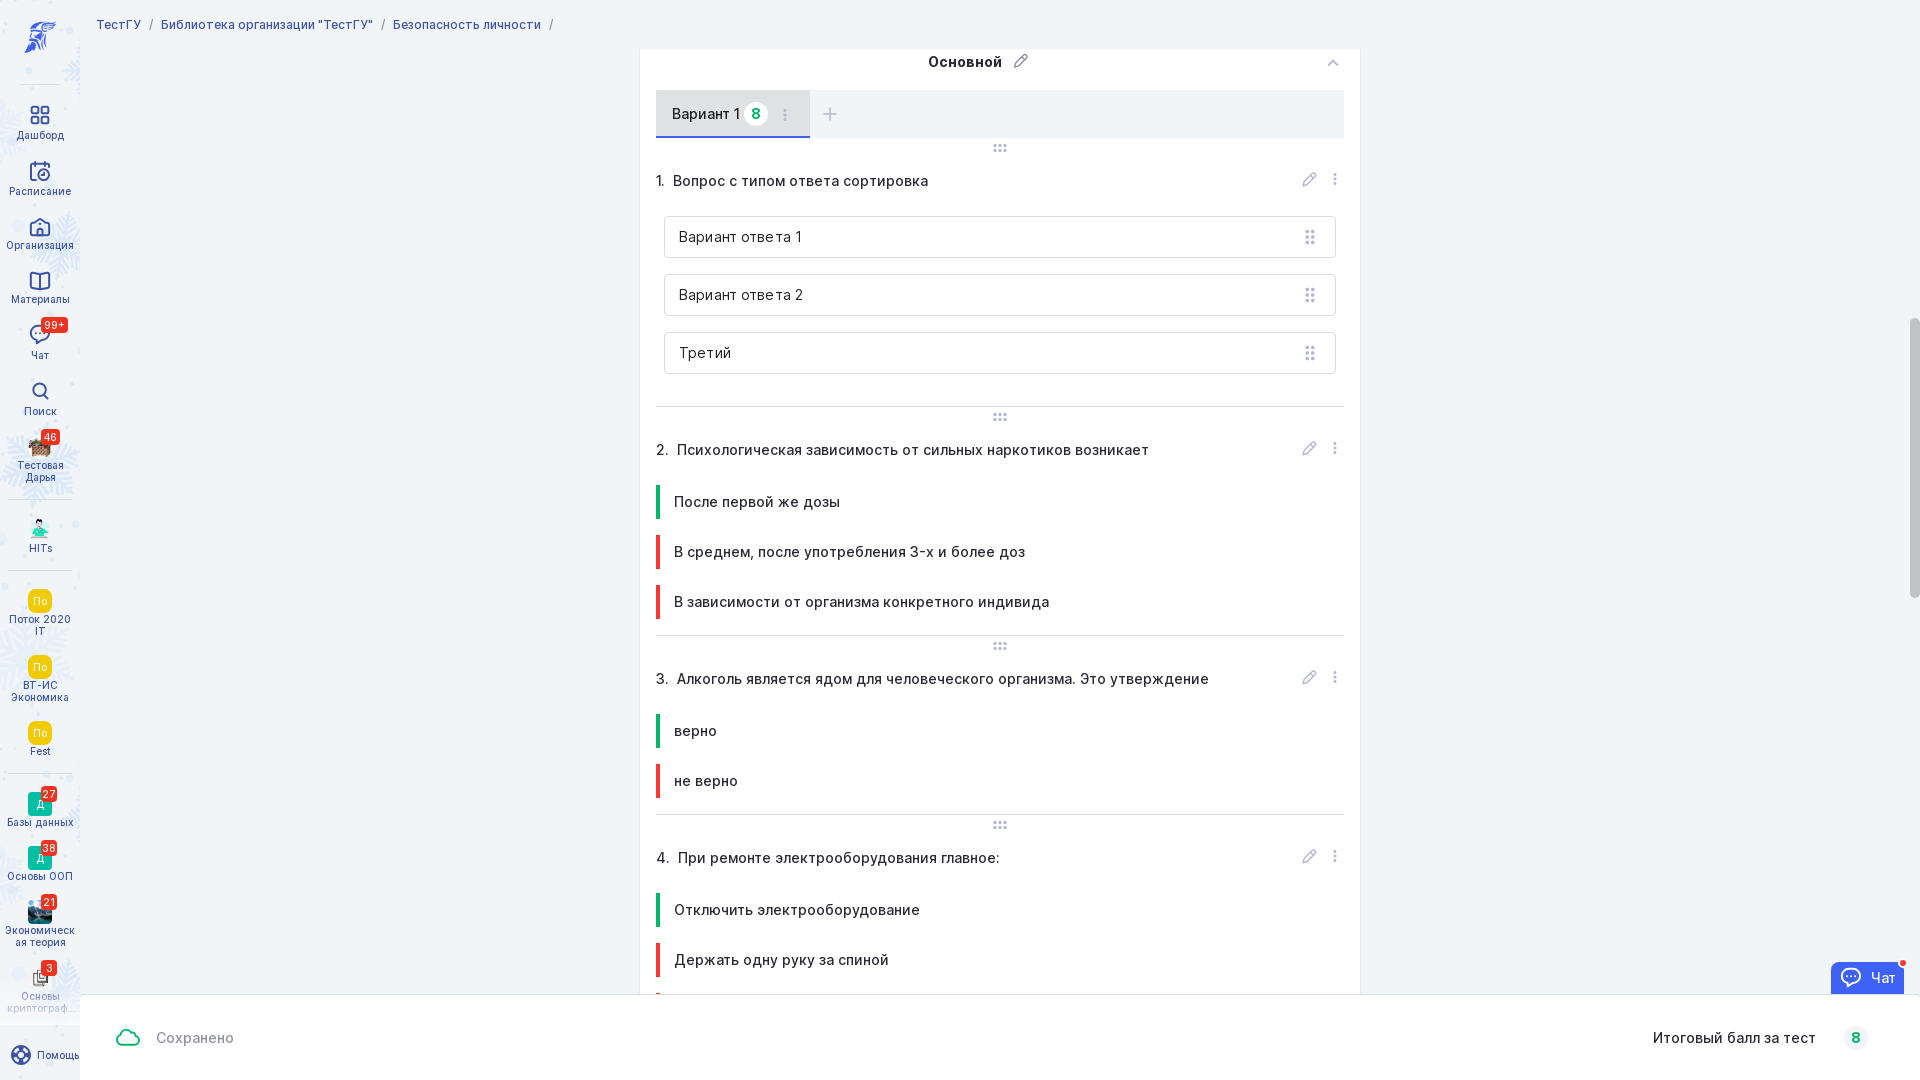 ТестГУ / Библиотека организации "ТестГУ" / Безопасность личности /
Дашборд
Расписание
Организация
Материалы
99+
Чат
Поиск
46
Тестовая
Дарья
HITs
По
Поток 2020
IT
По
ВТ-ИС
Экономика
По
Fest
27
Д
Базы данных
38
Д
Основы ООП
21
Экономическ
ая теория
3
Основы
криптограф...
Помощь
Основной
Вариант 1 8
1. Вопрос с типом ответа сортировка
Вариант ответа 1
Вариант ответа 2
Третий
2. Психологическая зависимость от сильных наркотиков возникает
После первой же дозы
В среднем, после употребления 3-х и более доз
В зависимости от организма конкретного индивида
3. Алкоголь является ядом для человеческого организма. Это утверждение
верно
не верно
4. При ремонте электрооборудования главное:
Отключить электрооборудование
Держать одну руку за спиной
Чат
Сохранено
Итоговый балл за тест 8